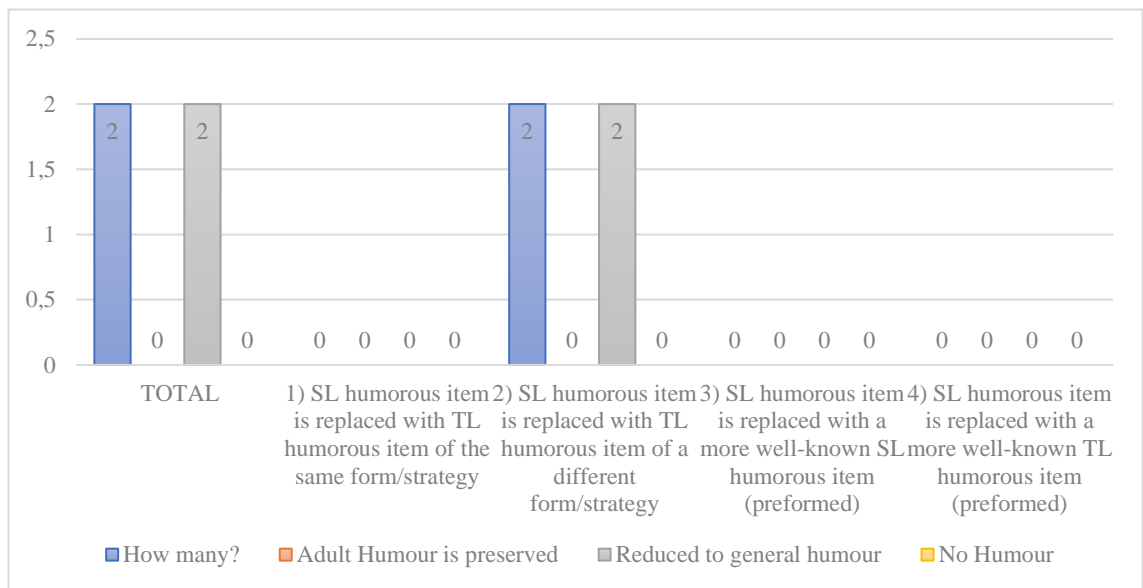 2,5
2
1,5
1
0,5
0
2
0
2
0
0
0
0
0
2
0
2
0
0
0
0
0
0
0
0
0
TOTAL
1) SL humorous item
is replaced with TL
humorous item of the
same form/strategy
2) SL humorous item
is replaced with TL
humorous item of a
different
form/strategy
3) SL humorous item
is replaced with a
more well-known SL
humorous item
(preformed)
4) SL humorous item
is replaced with a
more well-known TL
humorous item
(preformed)
How many?
Adult Humour is preserved
Reduced to general humour
No Humour